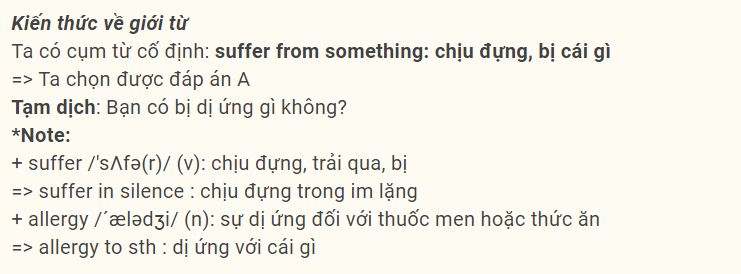 Kiến thức về giới từ
Ta có cụm từ cố định: suffer from something: chịu đựng, bị cái gì
=> Ta chọn được đáp án A
Tạm dịch: Bạn có bị dị ứng gì không?
*Note:
+ suffer /'sʌfə(r)/ (v): chịu đựng, trải qua, bị
=> suffer in silence : chịu đựng trong im lặng
+ allergy /´ælədʒi/ (n): sự dị ứng đối với thuốc men hoặc thức ăn
=> allergy to sth : dị ứng với cái gì